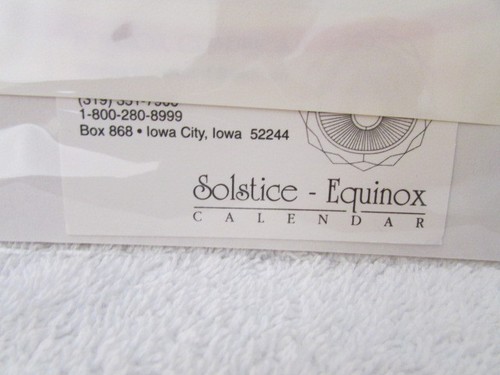 1-800-280-8999
Box 868 • Iowa City, Iowa 52244
Solstice - Equinox
CALENDAR